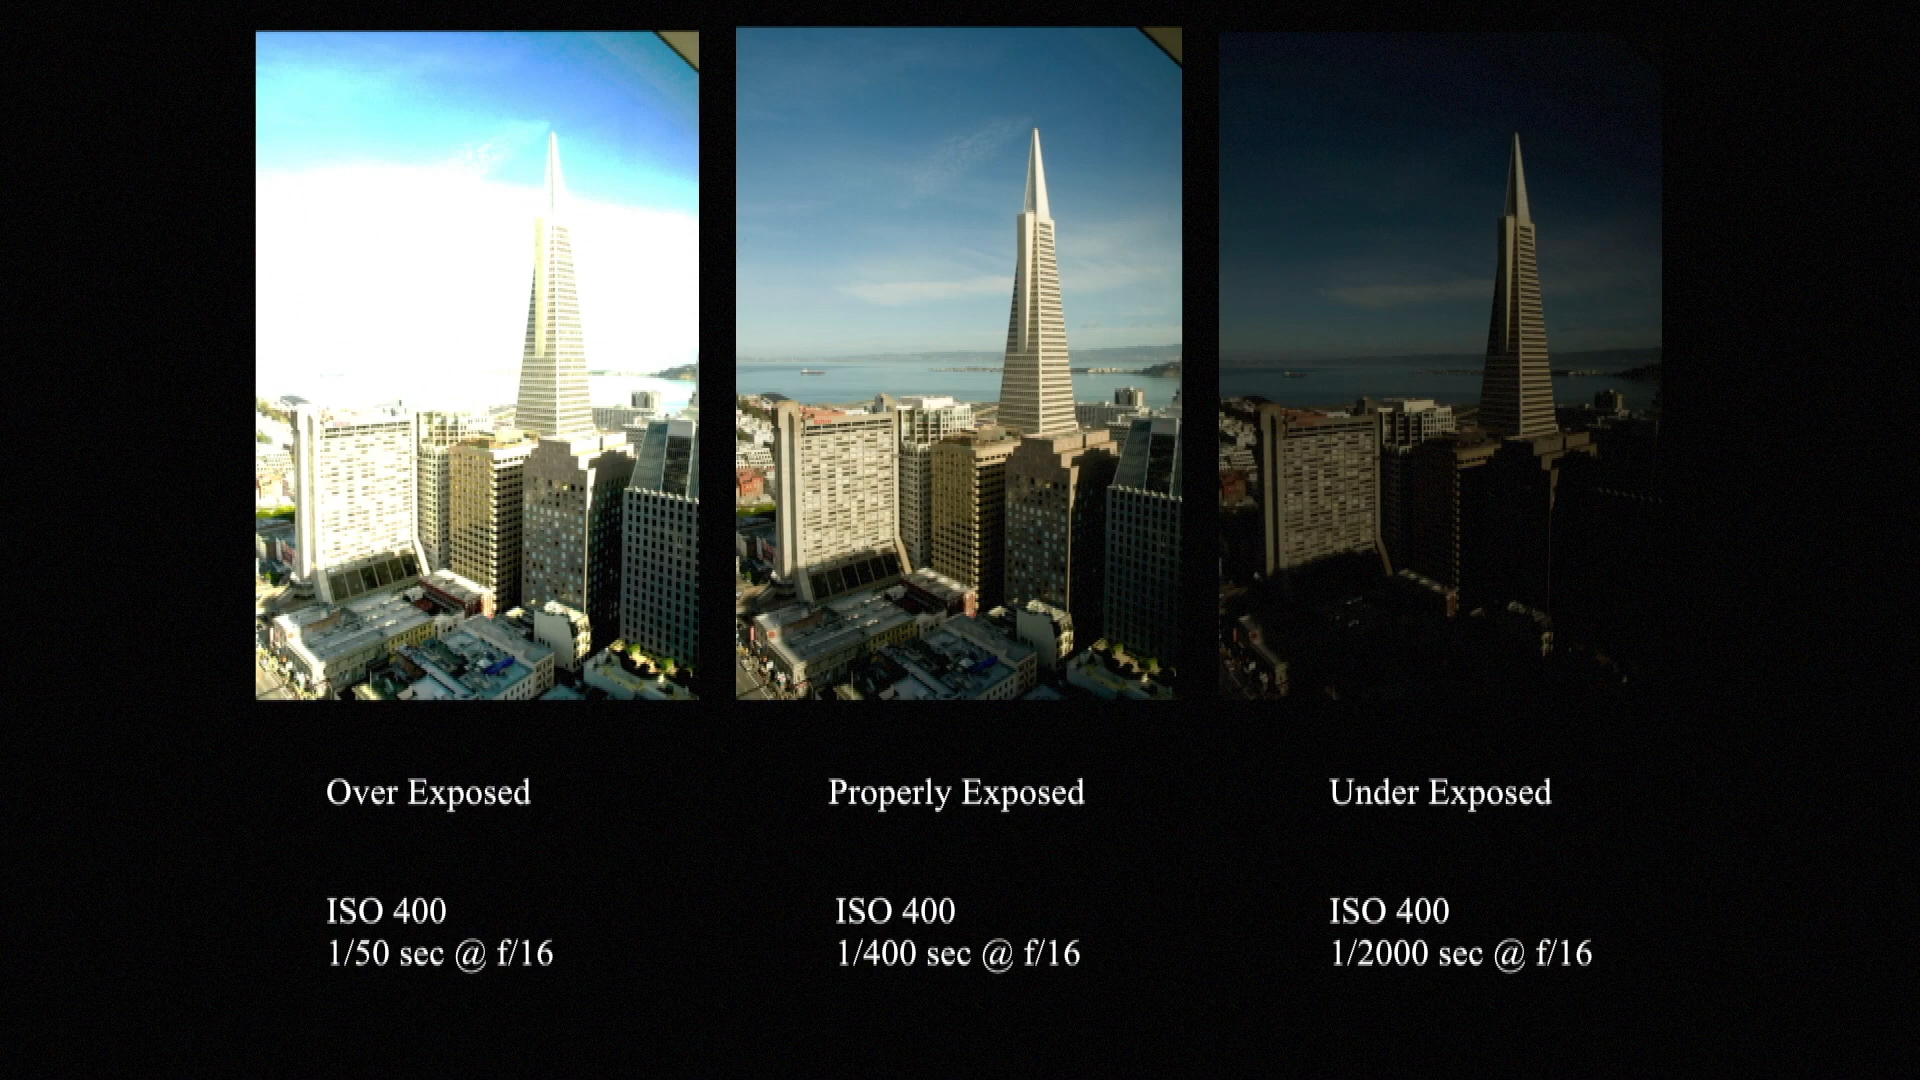 Over Exposed
Properly Exposed
Under Exposed
ISO 400
1/50 sec @ f/16
ISO 400
1/400 sec @ f/16
ISO 400
1/2000 sec @ f/16